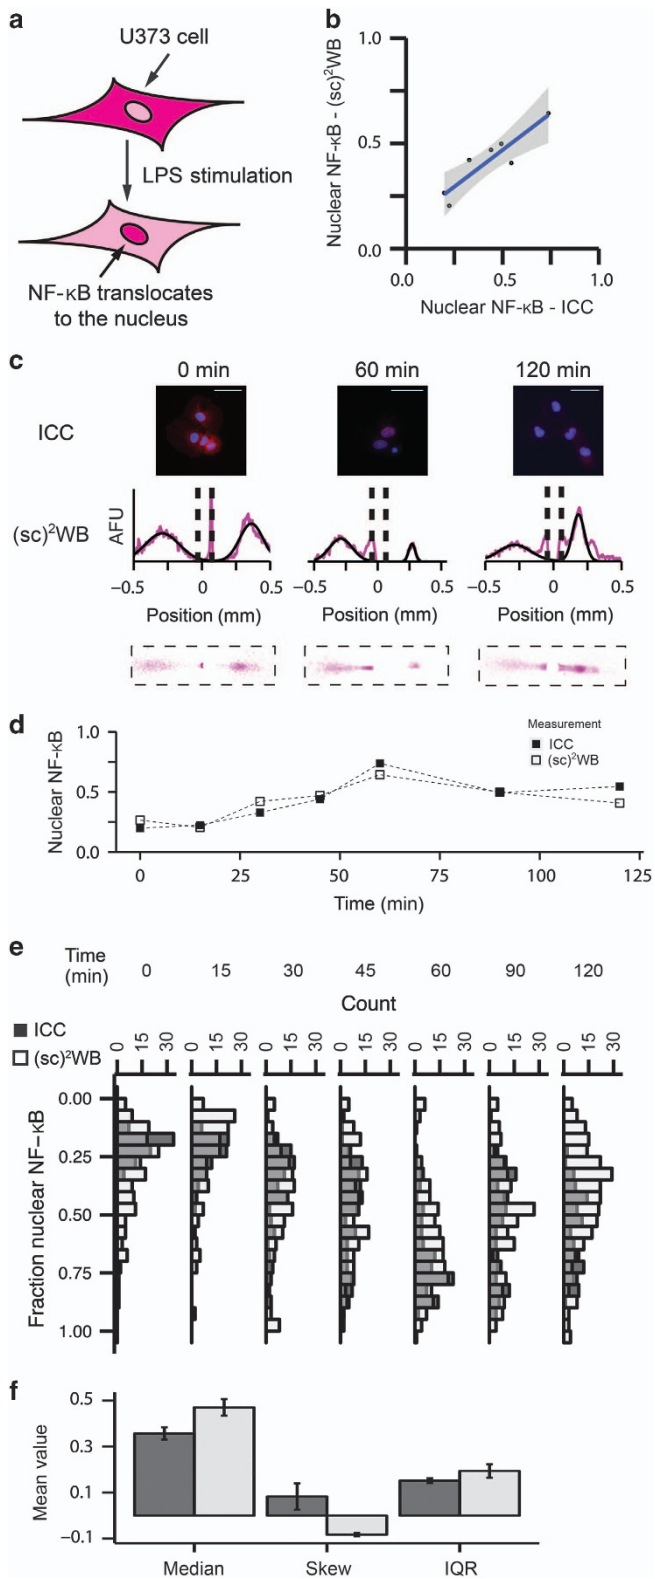 a
U373 cell
LPS stimulation
NF-κB translocates
to the nucleus
b
Nuclear NF-κB - (sc)²WB
1.0
0.5
0.0
0.0 0.5 1.0
Nuclear NF-κB - ICC
c
0 min 60 min 120 min
ICC
(sc)²WB
AFU
−0.5 0 0.5 −0.5 0 0.5 −0.5 0 0.5
Position (mm) Position (mm) Position (mm)
d
Nuclear NF-κB
1.0
0.5
0.0
Measurement
ICC
(sc)²WB
0 25 50 75 100 125
Time (min)
e
Time
(min)
0 15 30 45 60 90 120
Count
ICC
(sc)²WB
0 15 30 0 15 30 0 15 30 0 15 30 0 15 30 0 15 30 0 15 30
Fraction nuclear NF−κB
0.00
0.25
0.50
0.75
1.00
f
Mean value
0.5
0.3
0.1
−0.1
Median Skew IQR